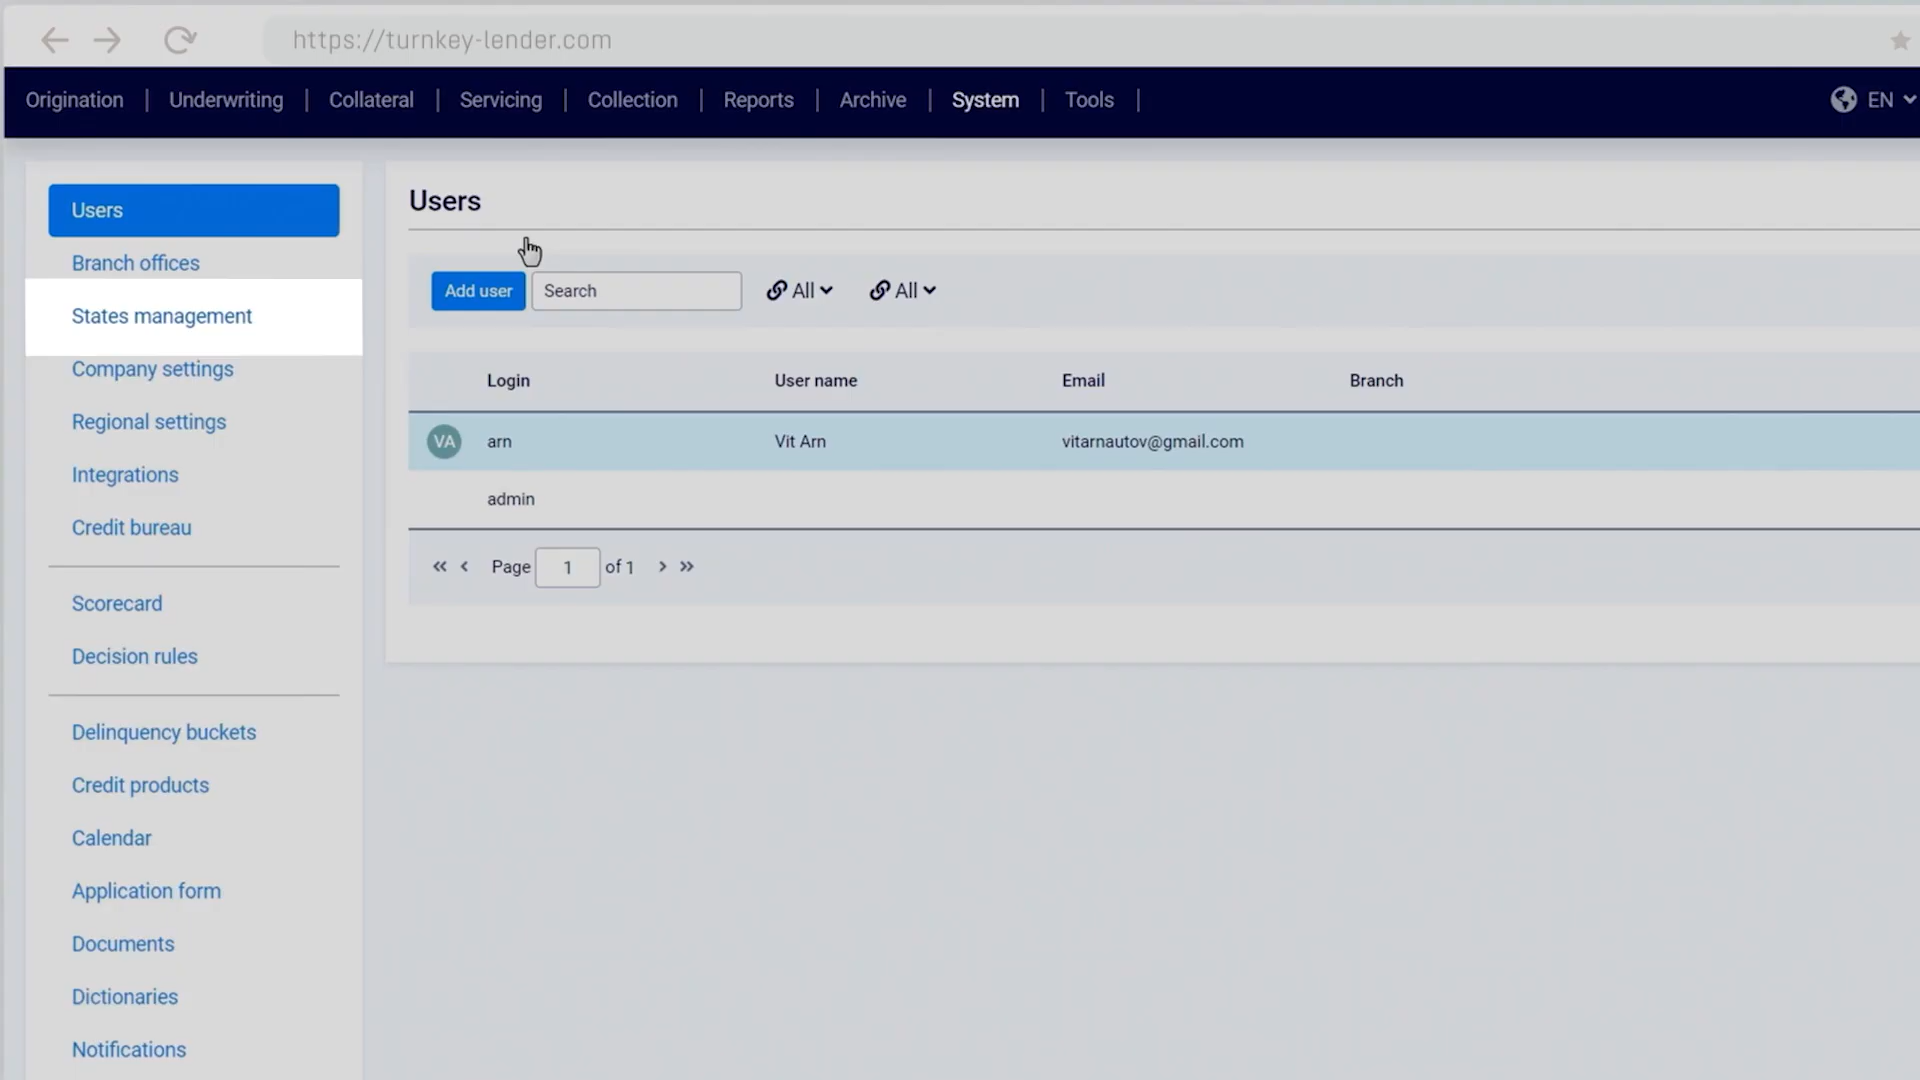 https://turnkey-lender.com
Origination | Underwriting | Collateral | Servicing | Collection | Reports | Archive | System | Tools | EN
Users
Branch offices
States management
Company settings
Regional settings
Integrations
Credit bureau
Scorecard
Decision rules
Delinquency buckets
Credit products
Calendar
Application form
Documents
Dictionaries
Notifications
Users
Add user Search All All
Login User name Email Branch
VA arn Vit Arn vitarnautov@gmail.com
admin
« ‹ Page 1 of 1 › »